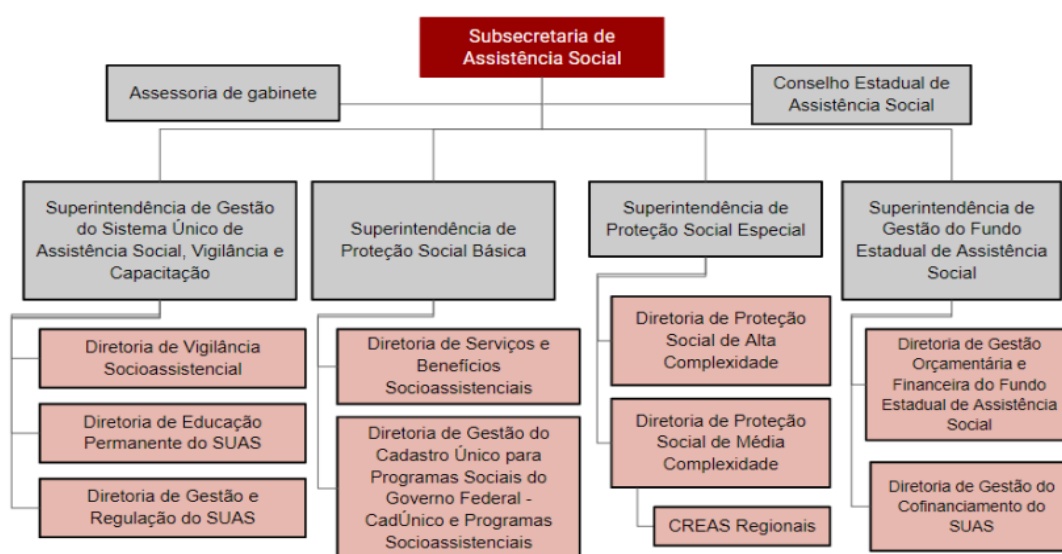 Subsecretaria de
Assistência Social
Assessoria de gabinete
Conselho Estadual de
Assistência Social
Superintendência de Gestão
do Sistema Único de
Assistência Social, Vigilância e
Capacitação
Superintendência de
Proteção Social Básica
Superintendência de
Proteção Social Especial
Superintendência de
Gestão do Fundo
Estadual de Assistência
Social
Diretoria de Vigilância
Socioassistencial
Diretoria de Educação
Permanente do SUAS
Diretoria de Gestão e
Regulação do SUAS
Diretoria de Serviços e
Benefícios
Socioassistenciais
Diretoria de Gestão do
Cadastro Único para
Programas Sociais do
Governo Federal -
CadÚnico e Programas
Socioassistenciais
Diretoria de Proteção
Social de Alta
Complexidade
Diretoria de Proteção
Social de Média
Complexidade
CREAS Regionais
Diretoria de Gestão
Orçamentária e
Financeira do Fundo
Estadual de Assistência
Social
Diretoria de Gestão do
Cofinanciamento do
SUAS